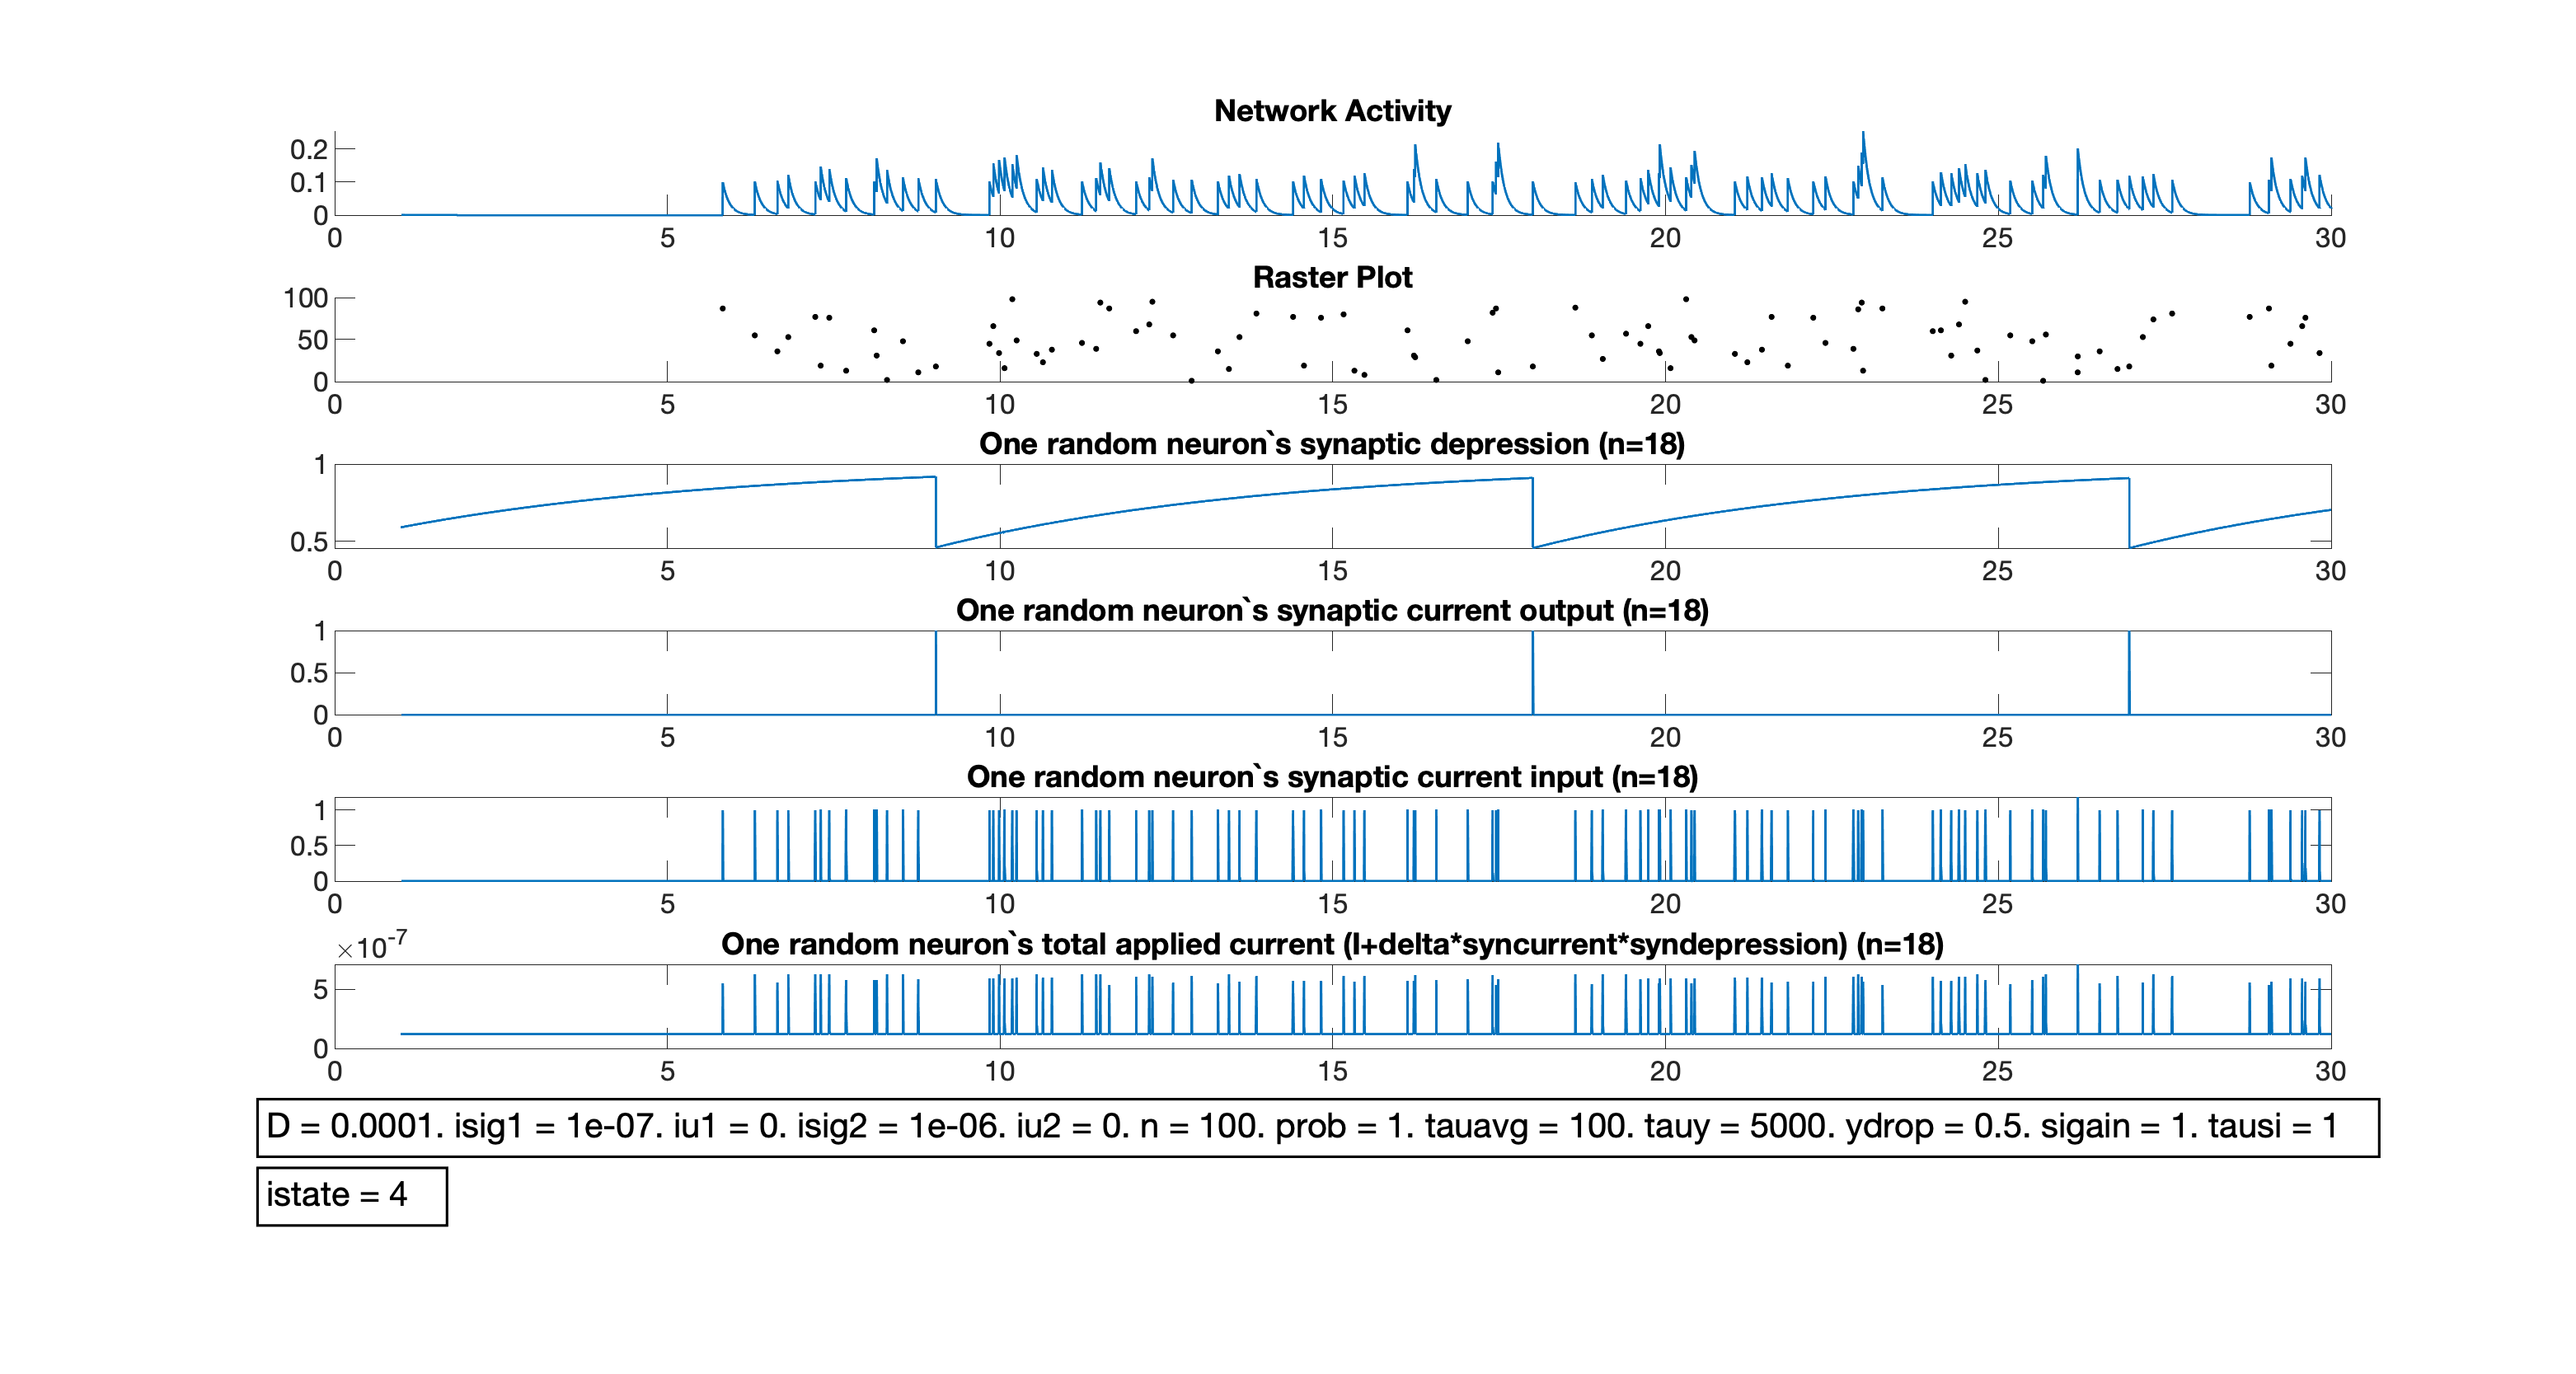 Network Activity
0.2
0.1
0
0 5 10 15 20 25 30
Raster Plot
100
50
0
0 5 10 15 20 25 30
One random neuron`s synaptic depression (n=18)
1
0.5
0 5 10 15 20 25 30
One random neuron`s synaptic current output (n=18)
1
0.5
0
0 5 10 15 20 25 30
One random neuron`s synaptic current input (n=18)
1
0.5
0
0 5 10 15 20 25 30
×10-7
One random neuron`s total applied current (I+delta*syncurrent*syndepression) (n=18)
5
0
0 5 10 15 20 25 30
D = 0.0001. isig1 = 1e-07. iu1 = 0. isig2 = 1e-06. iu2 = 0. n = 100. prob = 1. tauavg = 100. tauy = 5000. ydrop = 0.5. sigain = 1. tausi = 1
istate = 4